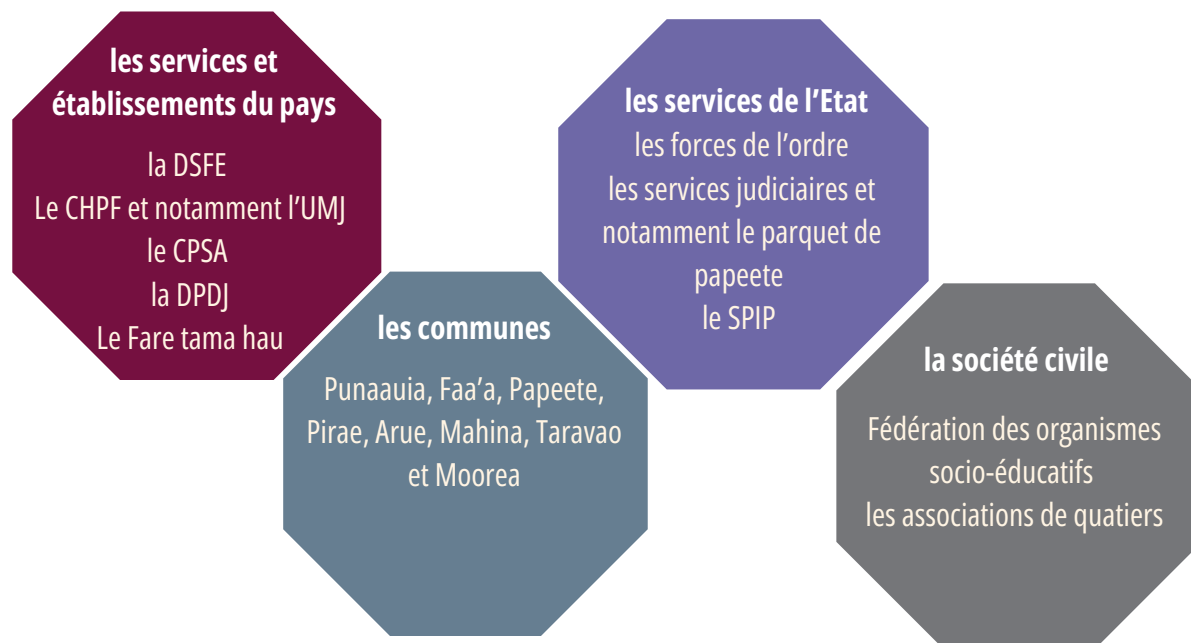 les services et
établissements du pays
la DSFE
Le CHPF et notamment l’UMJ
le CPSA
la DPDJ
Le Fare tama hau
les communes
Punaauia, Faa’a, Papeete,
Pirae, Arue, Mahina, Taravao
et Moorea
les services de l’Etat
les forces de l’ordre
les services judiciaires et
notamment le parquet de
papeete
le SPIP
la société civile
Fédération des organismes
socio-éducatifs
les associations de quatiers